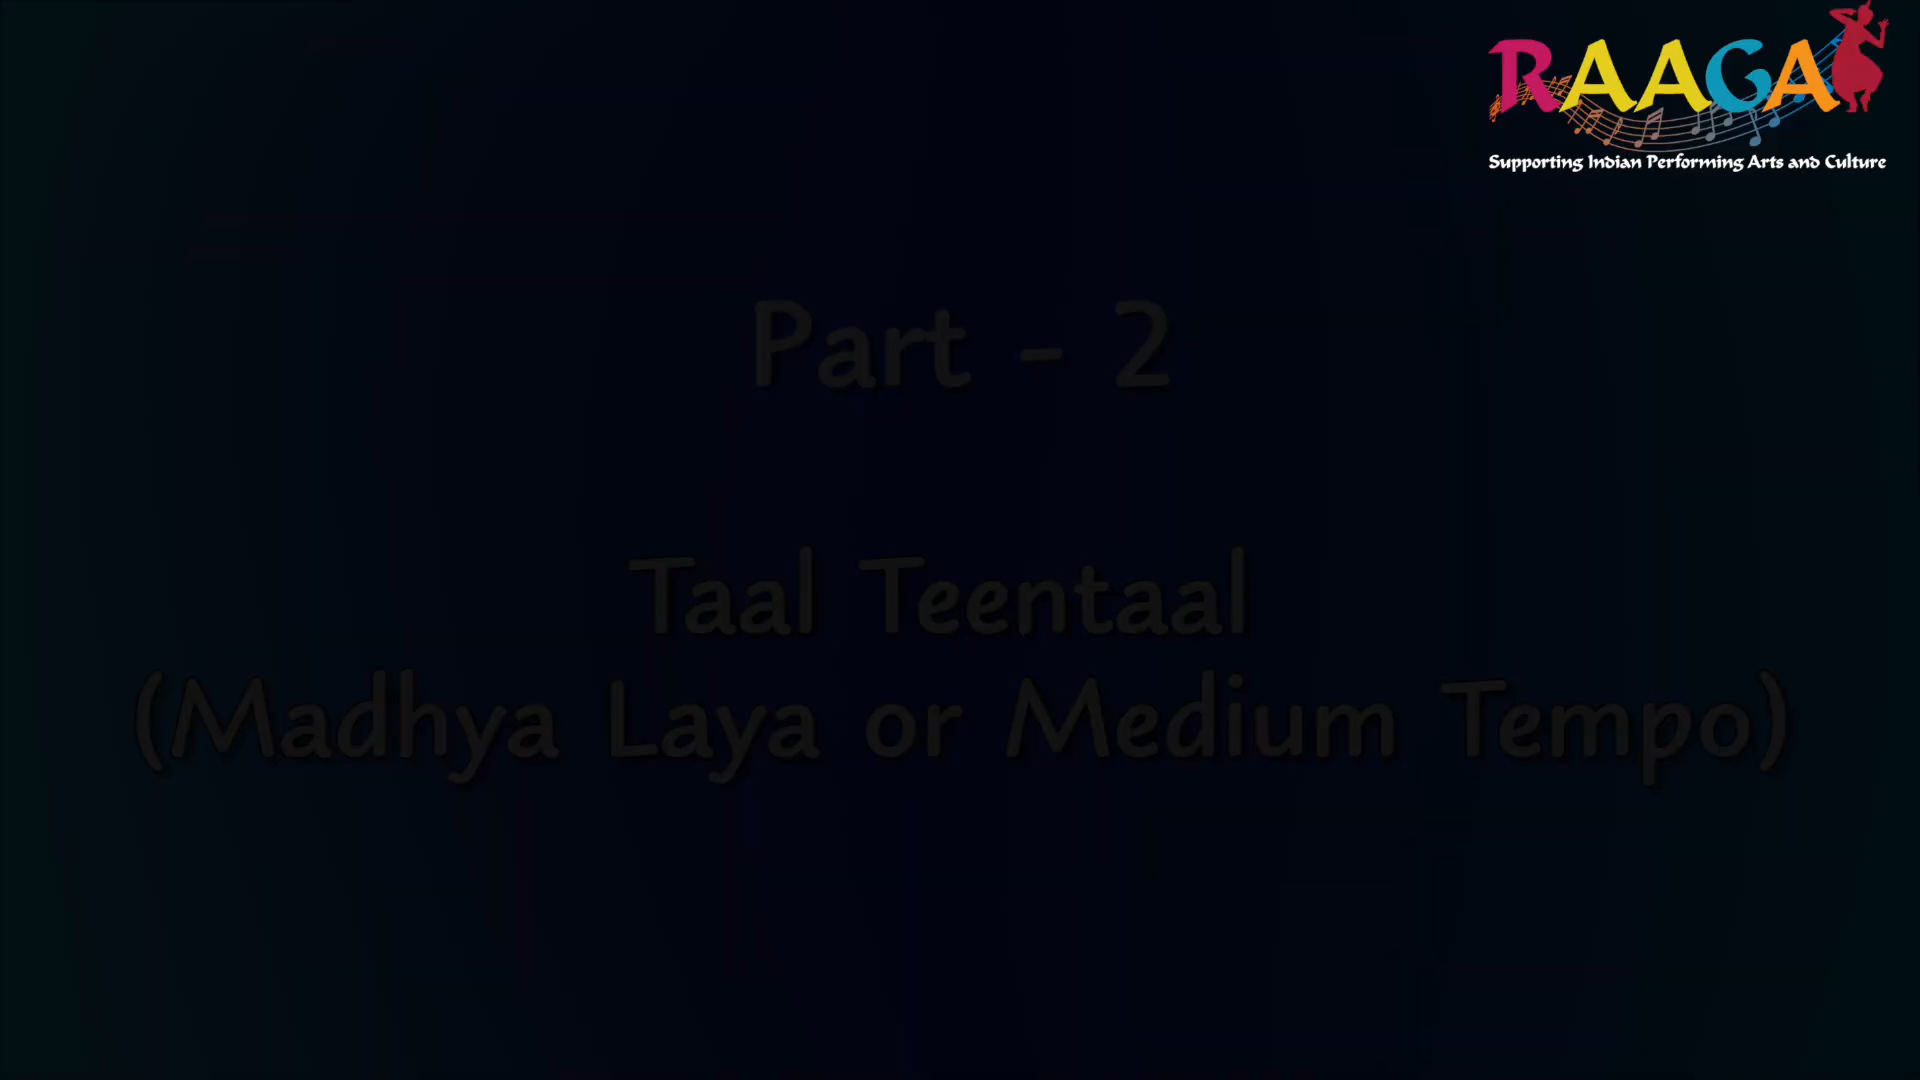 RAAGA
Supporting Indian Performing Arts and Culture
Part - 2
Taal Teentaal
(Madhya Laya or Medium Tempo)